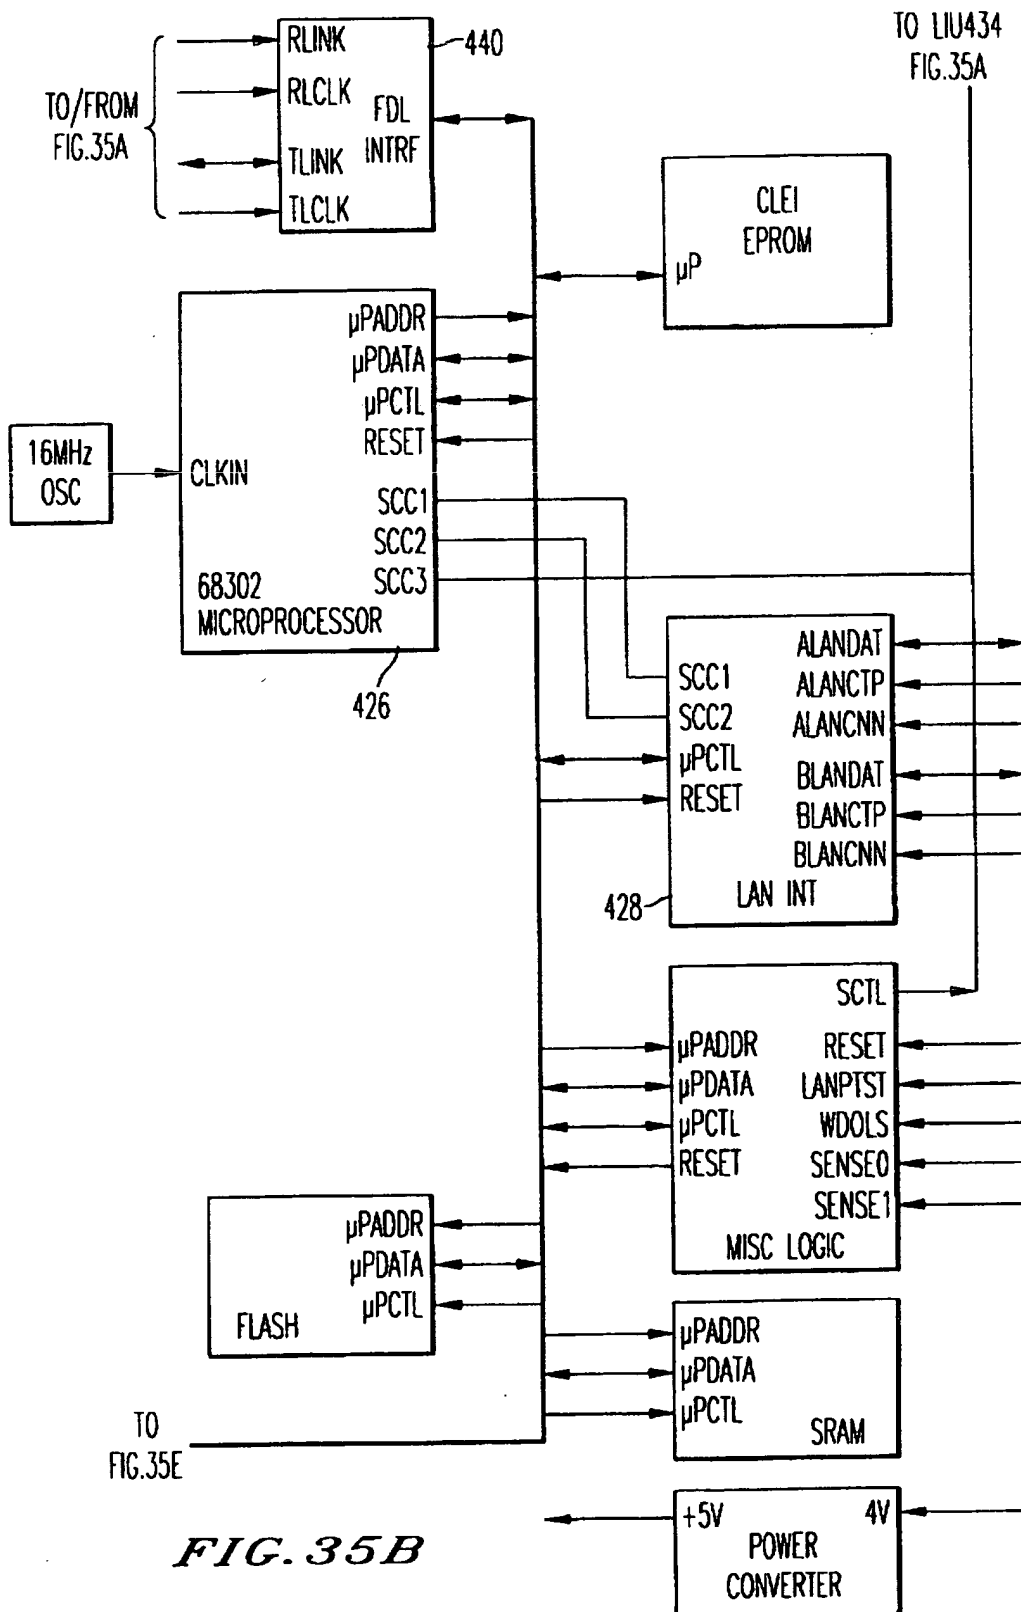 TO/FROM
FIG.35A
RLINK
RLCLK
TLINK
TLCLK
FDL
INTRF
440
TO LIU434
FIG.35A
CLEI
EPROM
µP
16MHz
OSC
CLKIN
µPADDR
µPDATA
µPCTL
RESET
SCC1
SCC2
SCC3
68302
MICROPROCESSOR
426
SCC1
SCC2
µPCTL
RESET
ALANDAT
ALANCTP
ALANCNN
BLANDAT
BLANCTP
BLANCNN
LAN INT
428
SCTL
µPADDR
µPDATA
µPCTL
RESET
RESET
LANPTST
WDOLS
SENSE0
SENSE1
MISC LOGIC
µPADDR
µPDATA
µPCTL
FLASH
µPADDR
µPDATA
µPCTL
SRAM
TO
FIG.35E
+5V
4V
POWER
CONVERTER
FIG. 35B